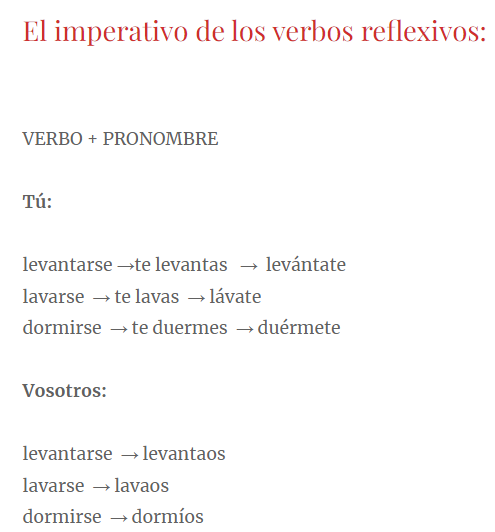 El imperativo de los verbos reflexivos:
VERBO + PRONOMBRE
Tú:
levantarse →te levantas → levántate
lavarse → te lavas → lávate
dormirse → te duermes → duérmete
Vosotros:
levantarse → levantaos
lavarse → lavaos
dormirse → dormíos